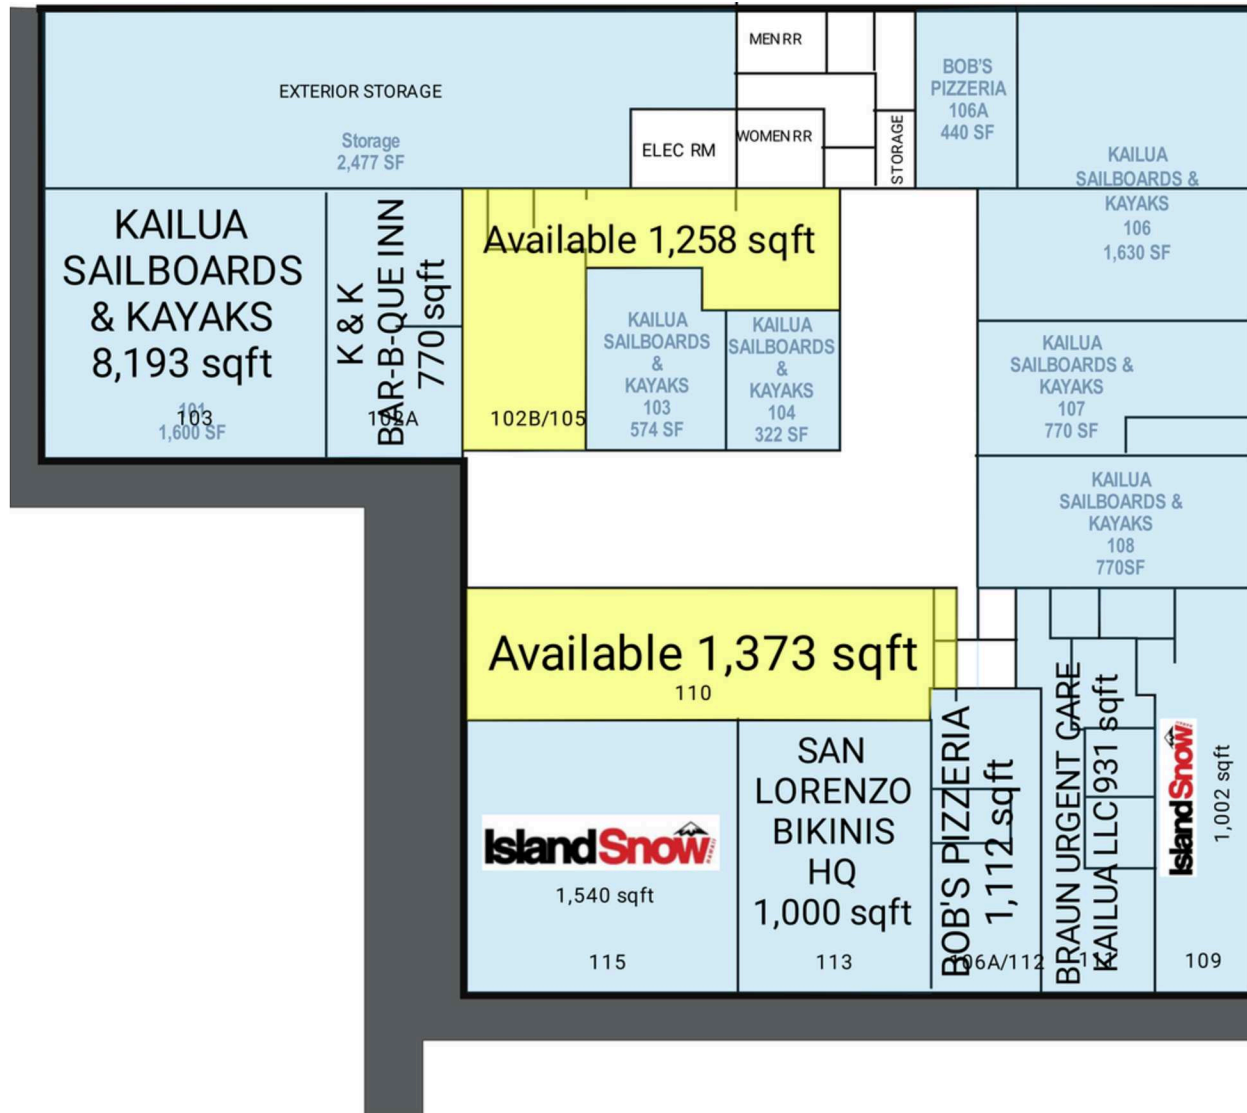 MEN RR
EXTERIOR STORAGE
Storage
2,477 SF
ELEC RM
WOMEN RR
STORAGE
BOB'S
PIZZERIA
106A
440 SF
KAILUA
SAILBOARDS &
KAYAKS
106
1,630 SF
KAILUA
SAILBOARDS
& KAYAKS
8,193 sqft
101
103
1,600 SF
K & K
BAR-B-QUE INN
770 sqft
102A
Available 1,258 sqft
102B/105
KAILUA
SAILBOARDS
&
KAYAKS
103
574 SF
KAILUA
SAILBOARDS
&
KAYAKS
104
322 SF
KAILUA
SAILBOARDS &
KAYAKS
107
770 SF
KAILUA
SAILBOARDS &
KAYAKS
108
770SF
Available 1,373 sqft
110
IslandSnow
HAWAII
1,540 sqft
115
SAN
LORENZO
BIKINIS
HQ
1,000 sqft
113
BOB'S PIZZERIA
1,112 sqft
106A/112
BRAUN URGENT CARE
KAILUA LLC 931 sqft
111
IslandSnow
1,002 sqft
109